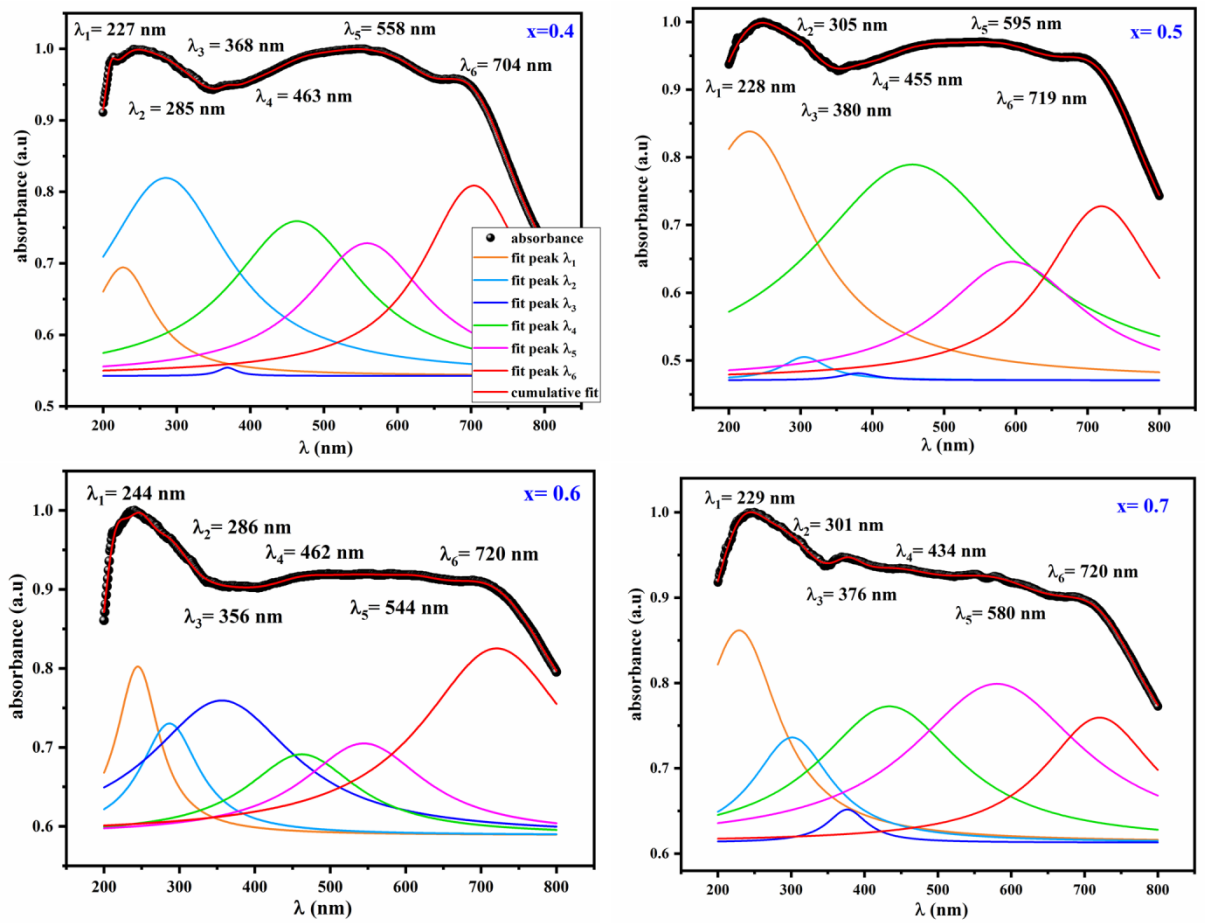 λ1 = 227 nm
λ3 = 368 nm
λ5 = 558 nm
x=0.4
λ6 = 704 nm
λ4 = 463 nm
λ2 = 285 nm
1.0
0.9
0.8
0.7
0.6
0.5
absorbance (a.u)
absorbance
fit peak λ1
fit peak λ2
fit peak λ3
fit peak λ4
fit peak λ5
fit peak λ6
cumulative fit
200 300 400 500 600 700 800
λ (nm)
λ2= 305 nm
λ5= 595 nm
x= 0.5
λ4= 455 nm
λ1= 228 nm
λ6= 719 nm
λ3= 380 nm
1.0
0.9
0.8
0.7
0.6
0.5
absorbance (a.u)
200 300 400 500 600 700 800
λ (nm)
λ1= 244 nm
x= 0.6
λ2= 286 nm
λ4= 462 nm
λ6= 720 nm
λ3= 356 nm
λ5= 544 nm
1.0
0.9
0.8
0.7
0.6
absorbance (a.u)
200 300 400 500 600 700 800
λ (nm)
λ1= 229 nm
x= 0.7
λ2= 301
λ4= 434 nm
λ6= 720 nm
λ3= 376 nm
λ5= 580 nm
1.0
0.9
0.8
0.7
0.6
absorbance (a.u)
200 300 400 500 600 700 800
λ (nm)